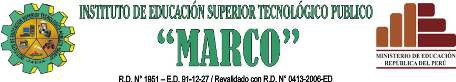 INSTITUTO DE EDUCACIÓN SUPERIOR TECNOLÓGICO PUBLICO
"MARCO"
MINISTERIO DE EDUCACIÓN
REPUBLICA DEL PERÚ
R.D. N° 1951 – E.D. 91-12-27 / Revalidado con R.D. N° 0413-2006-ED